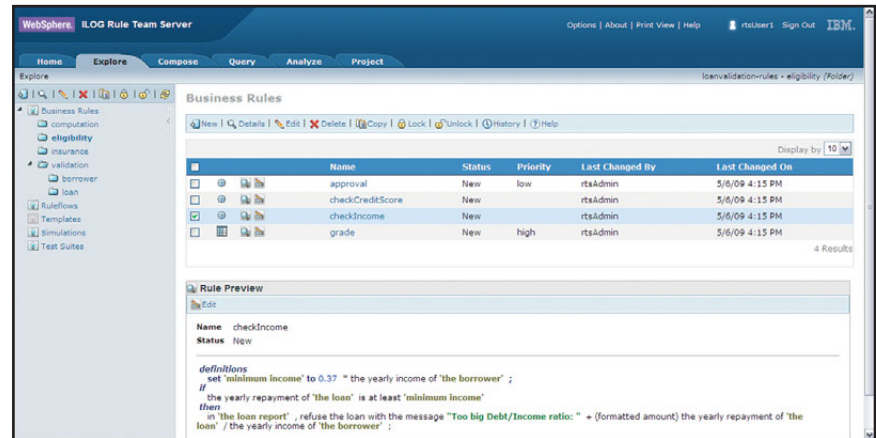 WebSphere. ILOG Rule Team Server
Options | About | Print View | Help rtsUser1 Sign Out IBM.
Home Explore Compose Query Analyze Project
Explore loanvalidation-rules - eligibility (Folder)
Business Rules
computation
eligibility
insurance
validation
borrower
loan
Ruleflows
Templates
Simulations
Test Suites
Business Rules
New | Details | Edit | Delete | Copy | Lock | Unlock | History | Help
Display by 10
Name Status Priority Last Changed By Last Changed On
approval New low rtsAdmin 5/6/09 4:15 PM
checkCreditScore New rtsAdmin 5/6/09 4:15 PM
checkIncome New rtsAdmin 5/6/09 4:15 PM
grade New high rtsAdmin 5/6/09 4:15 PM
4 Results
Rule Preview
Edit
Name checkIncome
Status New
definitions
set 'minimum income' to 0.37 * the yearly income of 'the borrower' ;
if
the yearly repayment of 'the loan' is at least 'minimum income'
then
in 'the loan report' , refuse the loan with the message "Too big Debt/Income ratio: " + (formatted amount) the yearly repayment of 'the
loan' / the yearly income of 'the borrower' ;